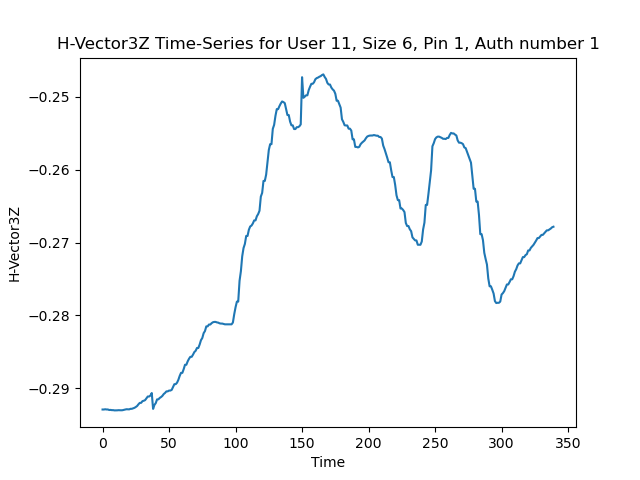 H-Vector3Z Time-Series for User 11, Size 6, Pin 1, Auth number 1
−0.25
−0.26
−0.27
−0.28
−0.29
H-Vector3Z
0 50 100 150 200 250 300 350
Time